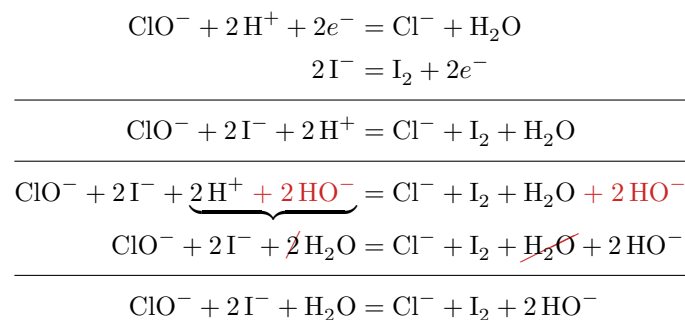 ClO⁻ + 2 H⁺ + 2e⁻ = Cl⁻ + H₂O
2 I⁻ = I₂ + 2e⁻
ClO⁻ + 2 I⁻ + 2 H⁺ = Cl⁻ + I₂ + H₂O
ClO⁻ + 2 I⁻ + 2 H⁺ + 2 HO⁻ = Cl⁻ + I₂ + H₂O + 2 HO⁻
ClO⁻ + 2 I⁻ + 2 H₂O = Cl⁻ + I₂ + H₂O + 2 HO⁻
ClO⁻ + 2 I⁻ + H₂O = Cl⁻ + I₂ + 2 HO⁻